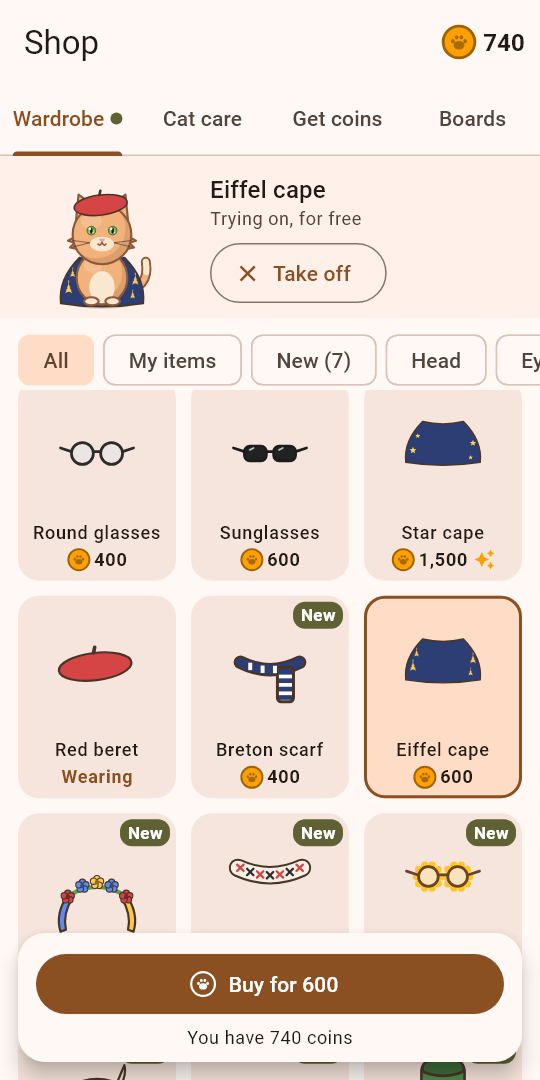 Shop
740
Wardrobe
Cat care
Get coins
Boards
Eiffel cape
Trying on, for free
Take off
All
My items
New (7)
Head
Ey
Round glasses
400
Sunglasses
600
Star cape
1,500
New
Red beret
Wearing
Breton scarf
400
Eiffel cape
600
New
New
New
Buy for 600
You have 740 coins